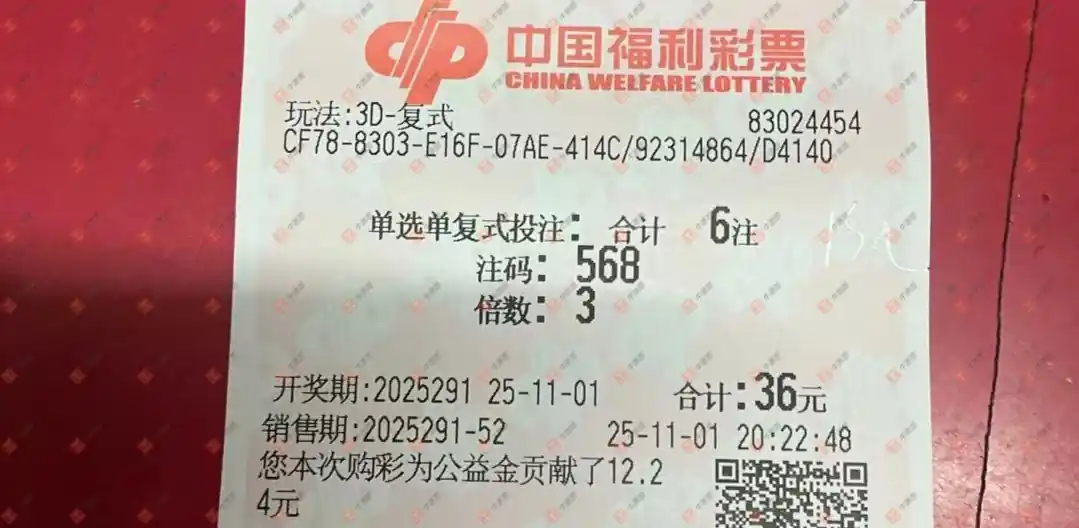 中国福利彩票
CHINA WELFARE LOTTERY
玩法:3D-复式 83024454
CF78-8303-E16F-07AE-414C/92314864/D4140
单选单复式投注: 合计 6注
注码: 568
倍数: 3
开奖期:2025291 25-11-01 合计:36元
销售期:2025291-52 25-11-01 20:22:48
您本次购彩为公益金贡献了12.2
4元